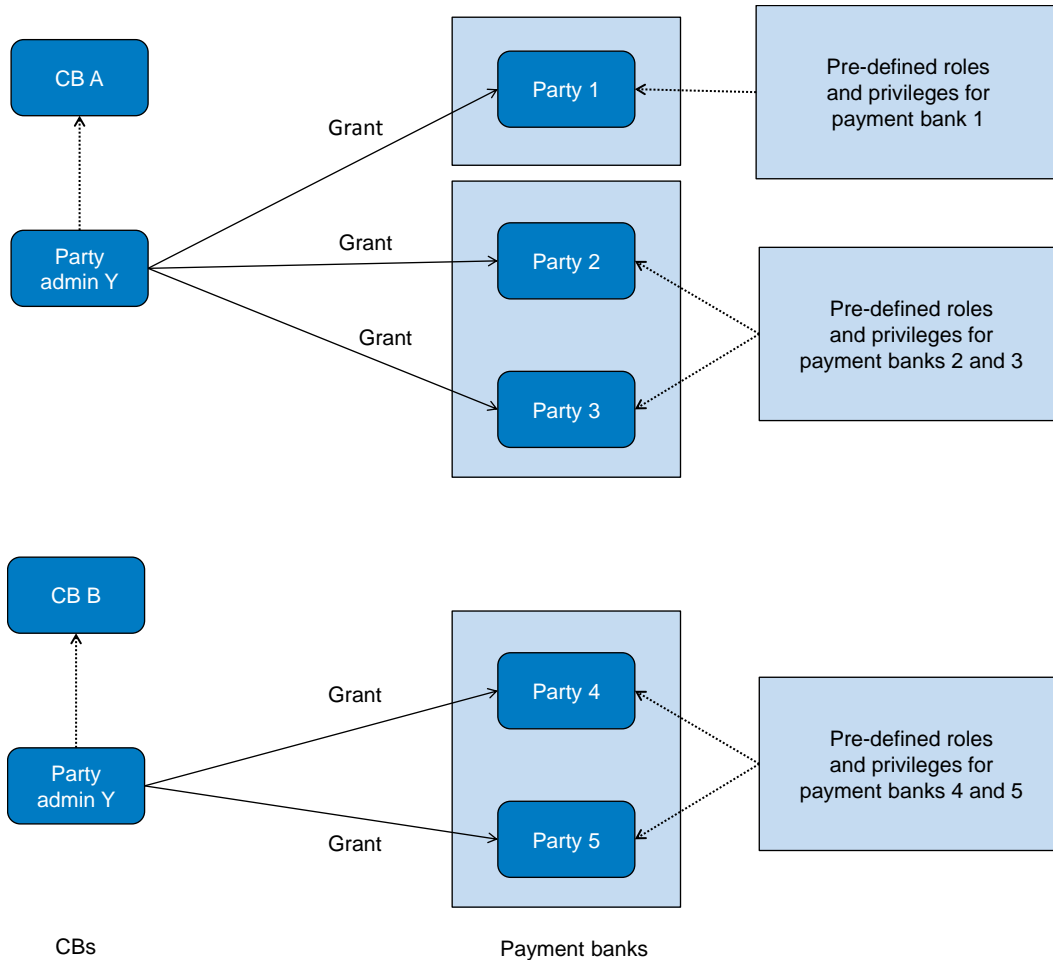 CB A
Party
admin Y
Grant
Grant
Grant
Party 1
Party 2
Party 3
Pre-defined roles
and privileges for
payment bank 1
Pre-defined roles
and privileges for
payment banks 2 and 3
CB B
Party
admin Y
Grant
Grant
Party 4
Party 5
Pre-defined roles
and privileges for
payment banks 4 and 5
CBs
Payment banks